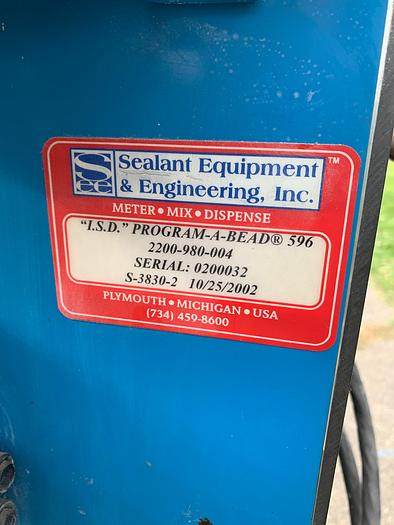 See
Sealant Equipment
& Engineering, Inc.
TM
METER • MIX • DISPENSE
"I.S.D." PROGRAM-A-BEAD® 596
2200-980-004
SERIAL: 0200032
S-3830-2 10/25/2002
PLYMOUTH • MICHIGAN • USA
(734) 459-8600